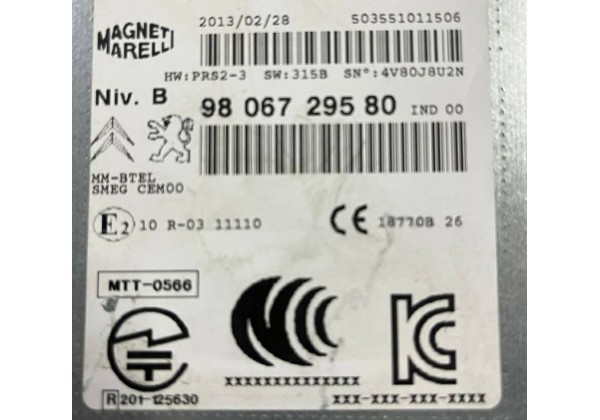 MAGNETI
MARELLI
2013/02/28 503551011506
HW:PRS2-3 SW:315B SN°:4V80J8U2N
Niv. B 98 067 295 80 IND 00
MM-BTEL
SMEG CEM00
E2 10 R-03 11110 CE 18770B 26
MTT-0566
R 201-125630
XXXXXXXXXXXXXXX
XXX-XXX-XXX-XXXX